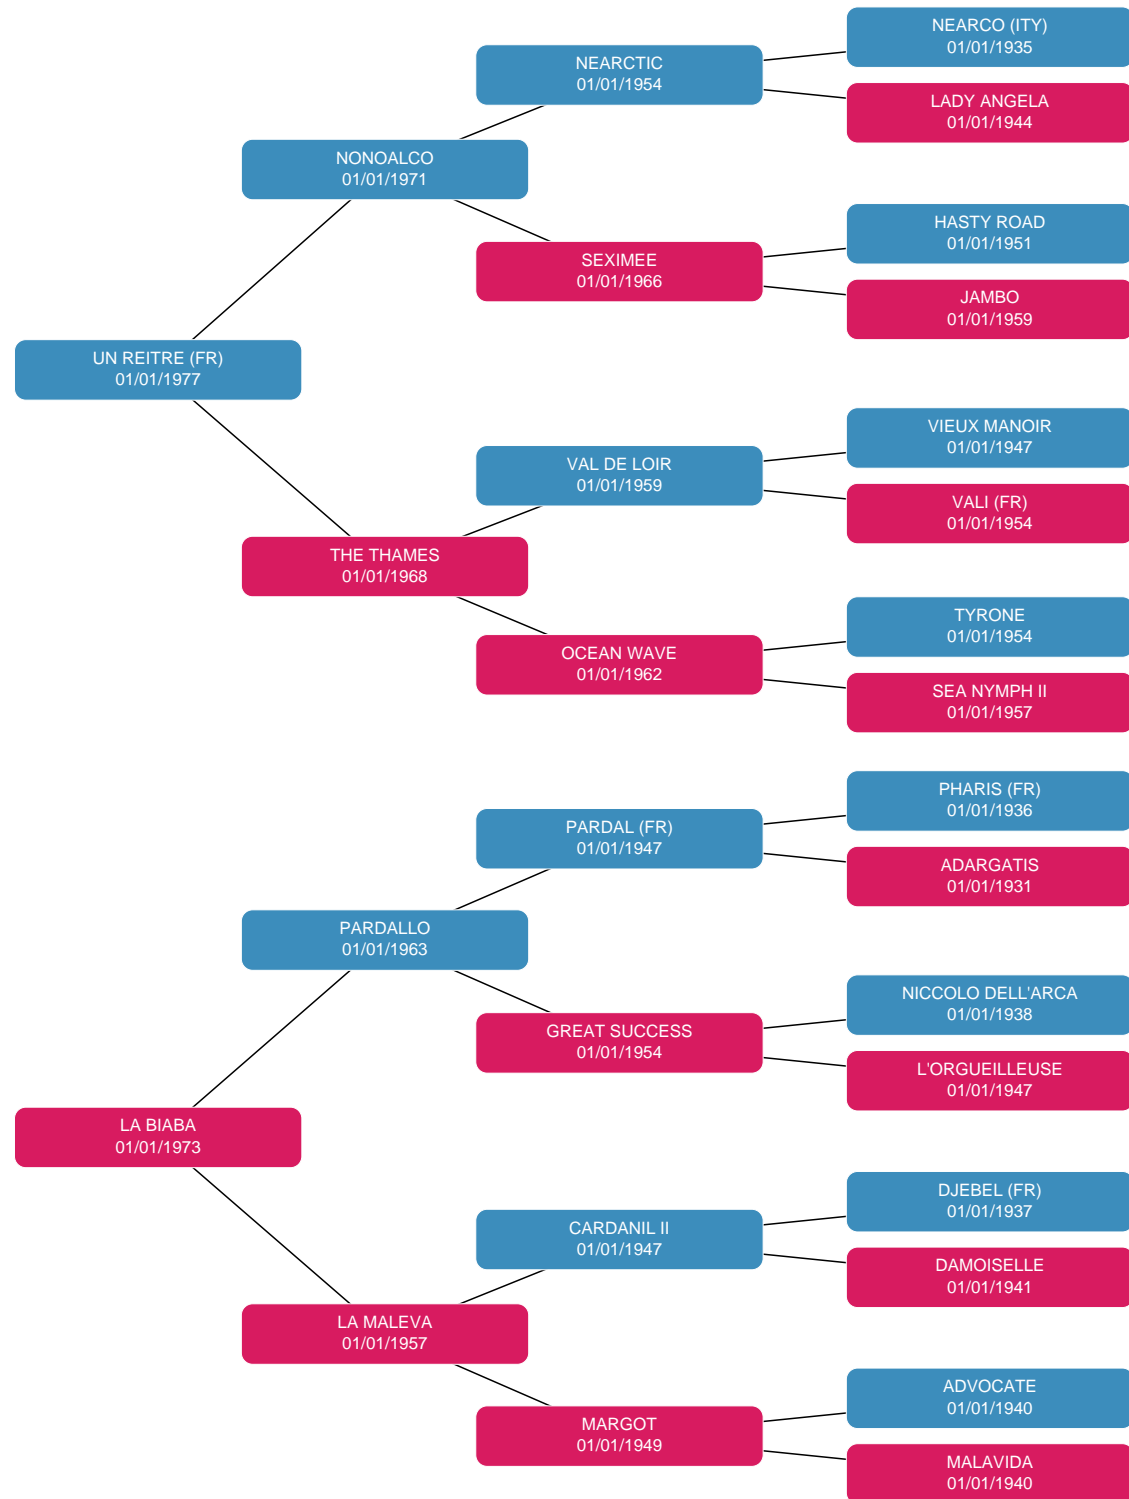 NEARCO (ITY)
01/01/1935
NEARCTIC
01/01/1954
LADY ANGELA
01/01/1944
NONOALCO
01/01/1971
HASTY ROAD
01/01/1951
SEXIMEE
01/01/1966
JAMBO
01/01/1959
UN REITRE (FR)
01/01/1977
VIEUX MANOIR
01/01/1947
VAL DE LOIR
01/01/1959
VALI (FR)
01/01/1954
THE THAMES
01/01/1968
TYRONE
01/01/1954
OCEAN WAVE
01/01/1962
SEA NYMPH II
01/01/1957
PHARIS (FR)
01/01/1936
PARDAL (FR)
01/01/1947
ADARGATIS
01/01/1931
PARDALLO
01/01/1963
NICCOLO DELL'ARCA
01/01/1938
GREAT SUCCESS
01/01/1954
L'ORGUEILLEUSE
01/01/1947
LA BIABA
01/01/1973
DJEBEL (FR)
01/01/1937
CARDANIL II
01/01/1947
DAMOISELLE
01/01/1941
LA MALEVA
01/01/1957
ADVOCATE
01/01/1940
MARGOT
01/01/1949
MALAVIDA
01/01/1940